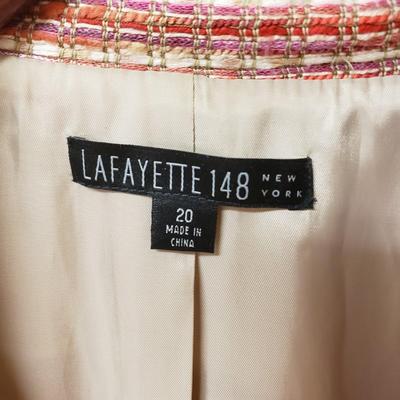 LAFAYETTE 148 NEW YORK
20
MADE IN
CHINA